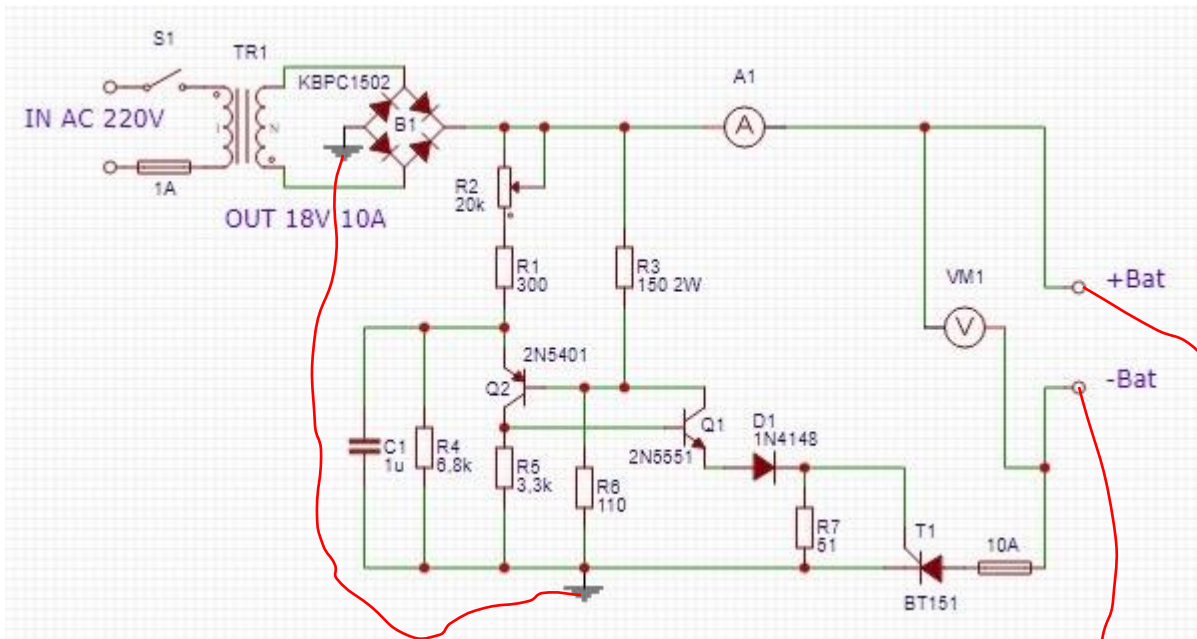 S1
TR1
KBPC1502
A1
IN AC 220V
I
N
B1
A
1A
R2
20k
OUT 18V 10A
R1
300
R3
150 2W
+Bat
VM1
V
2N5401
-Bat
Q2
Q1
D1
1N4148
C1
1u
R4
6,8k
R5
3,3k
2N5551
R6
110
R7
51
T1
10A
BT151